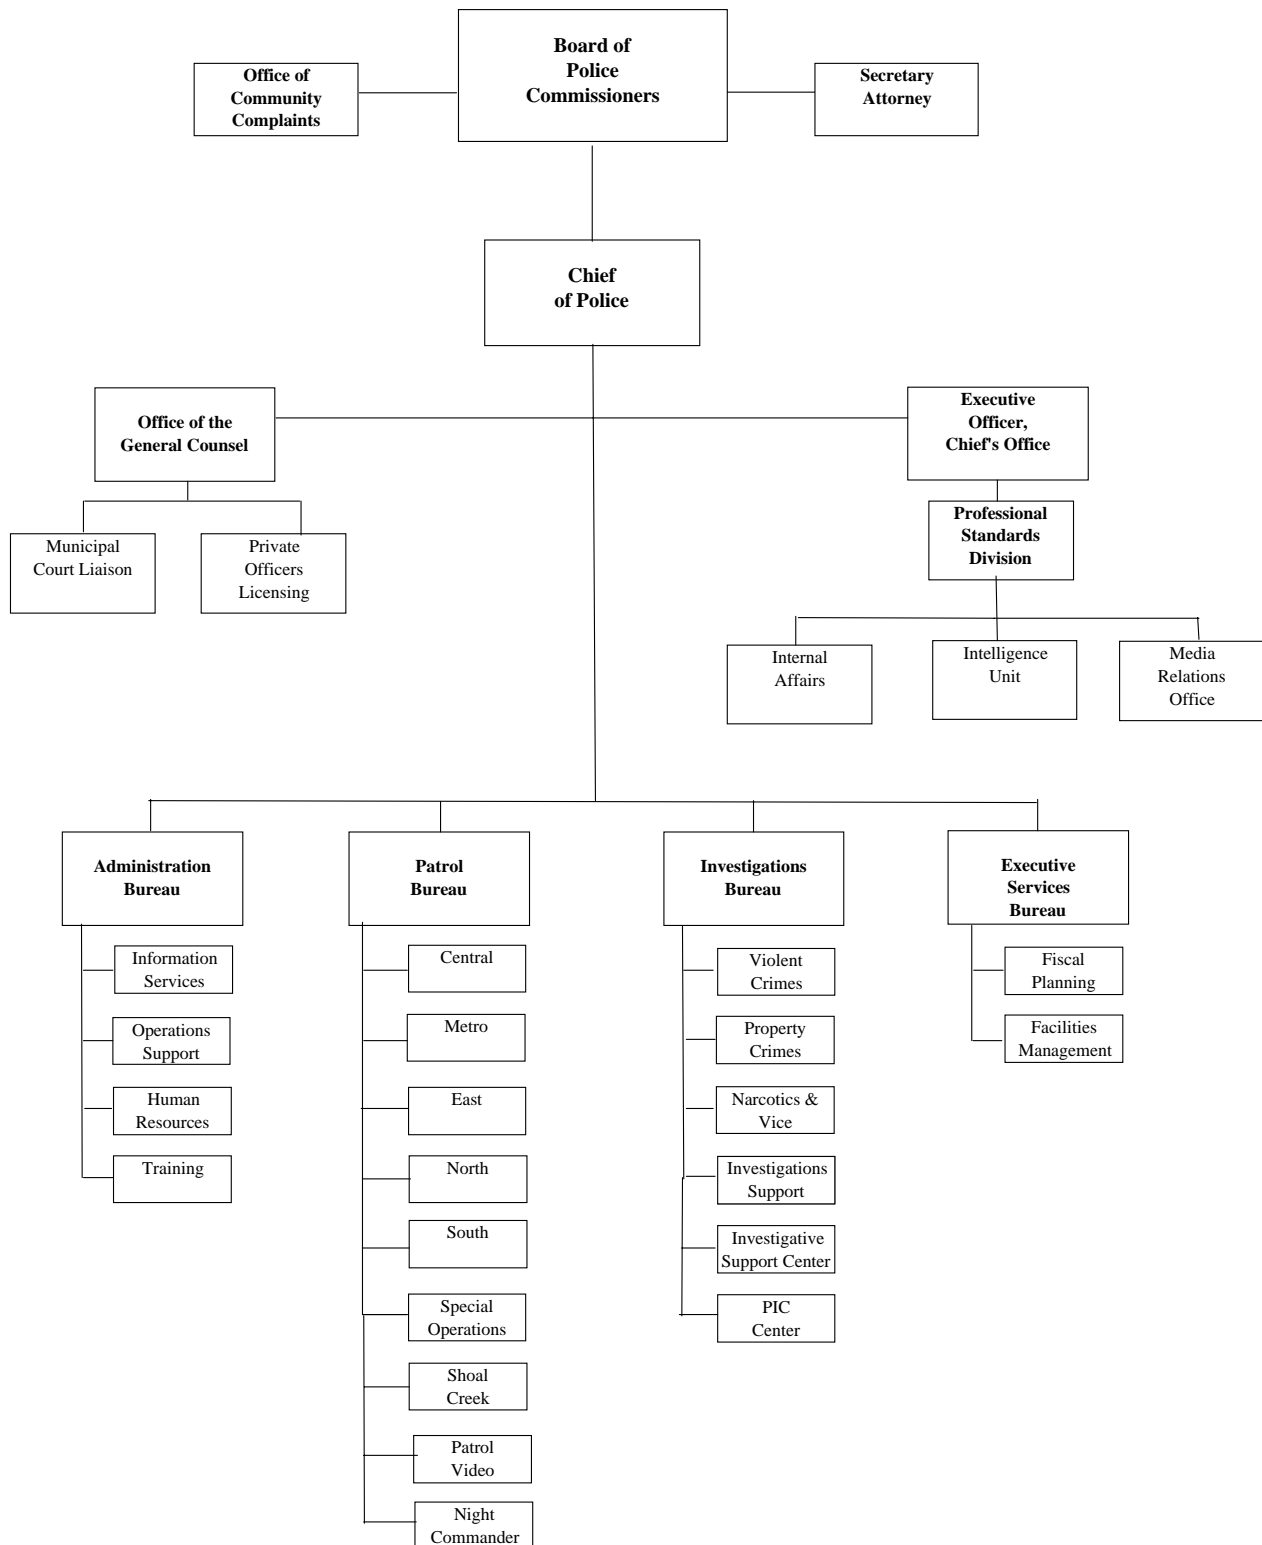 Board of
Police
Commissioners
Office of
Community
Complaints
Secretary
Attorney
Chief
of Police
Office of the
General Counsel
Executive
Officer,
Chief's Office
Municipal
Court Liaison
Private
Officers
Licensing
Professional
Standards
Division
Internal
Affairs
Intelligence
Unit
Media
Relations
Office
Administration
Bureau
Information
Services
Operations
Support
Human
Resources
Training
Patrol
Bureau
Central
Metro
East
North
South
Special
Operations
Shoal
Creek
Patrol
Video
Night
Commander
Investigations
Bureau
Violent
Crimes
Property
Crimes
Narcotics &
Vice
Investigations
Support
Investigative
Support Center
PIC
Center
Executive
Services
Bureau
Fiscal
Planning
Facilities
Management